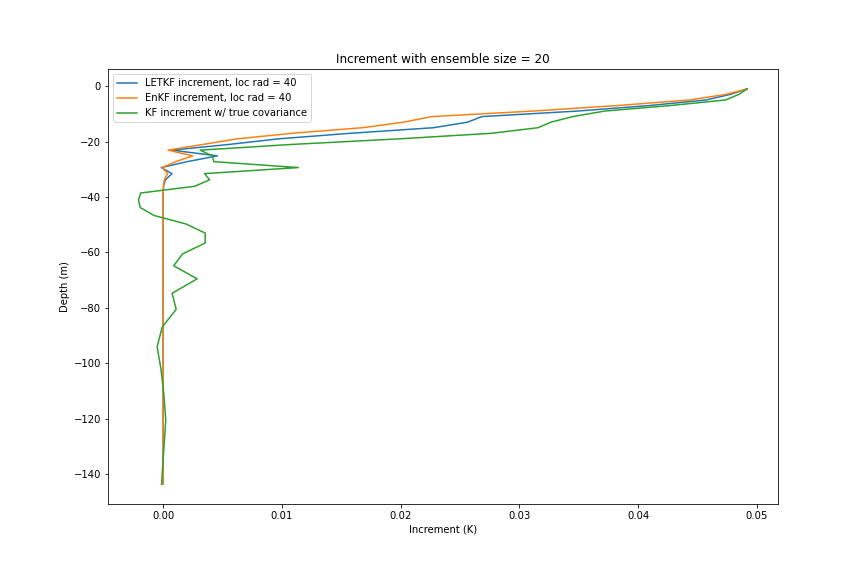 Increment with ensemble size = 20
LETKF increment, loc rad = 40
EnKF increment, loc rad = 40
KF increment w/ true covariance
0
−20
−40
−60
−80
−100
−120
−140
Depth (m)
0.00 0.01 0.02 0.03 0.04 0.05
Increment (K)